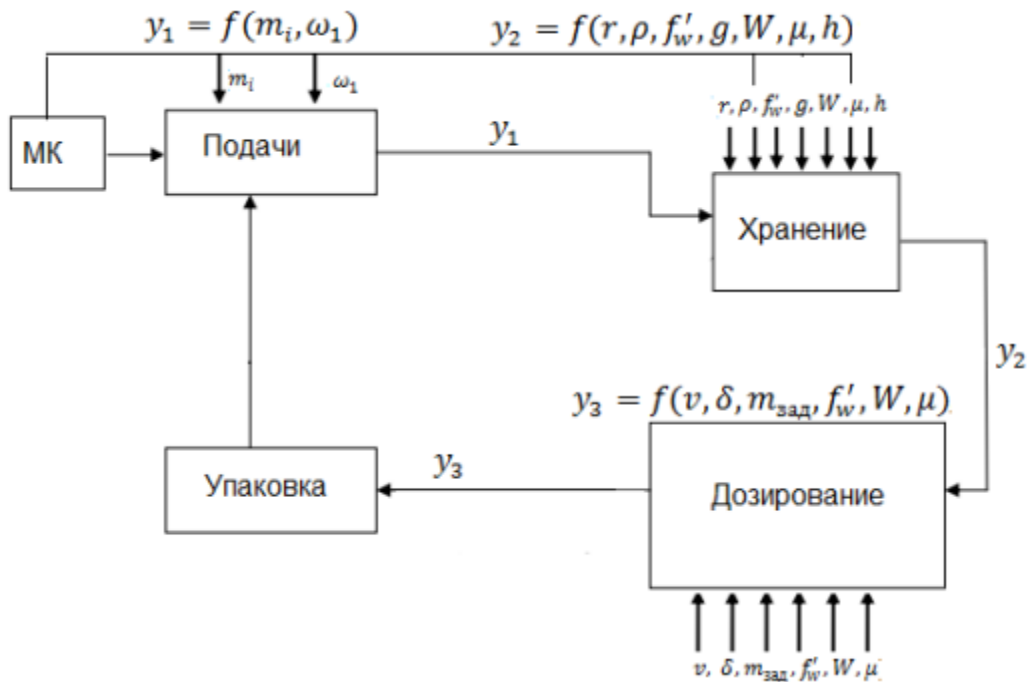 y₁ = f(mᵢ, ω₁)
y₂ = f(r, ρ, f′w, g, W, μ, h)
mᵢ
ω₁
r, ρ, f′w, g, W, μ, h
МК
Подачи
y₁
Хранение
y₂
y₃ = f(v, δ, mзад, f′w, W, μ)
Упаковка
y₃
Дозирование
v, δ, mзад, f′w, W, μ